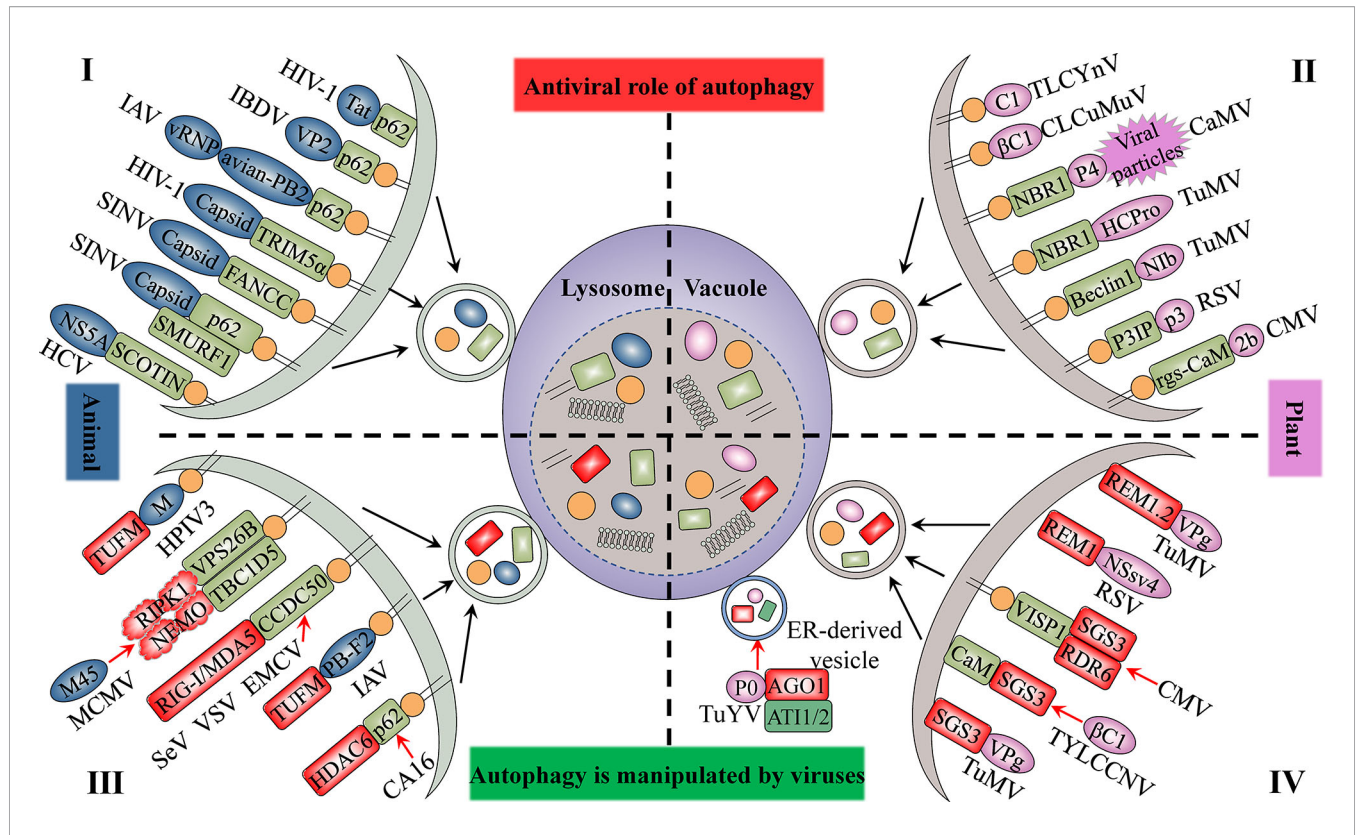 I
Antiviral role of autophagy
II
HIV-1
Tat
p62
IBDV
VP2
p62
IAV
vRNP
avian-PB2
p62
HIV-1
Capsid
TRIM5α
SINV
Capsid
FANCC
SINV
Capsid
p62
SMURF1
NS5A
SCOTIN
HCV
C1
TLCYnV
βC1
CLCuMuV
NBR1
P4
Viral
particles
CaMV
NBR1
HCPro
TuMV
Beclin1
NIb
TuMV
P3IP
p3
RSV
rgs-CaM
2b
CMV
Lysosome
Vacuole
Animal
Plant
TUFM
M
HPIV3
VPS26B
TBC1D5
RIPK1
NEMO
M45
MCMV
CCDC50
RIG-I/MDA5
SeV
VSV
EMCV
TUFM
PB-F2
IAV
HDAC6
p62
CA16
ER-derived
vesicle
P0
AGO1
TuYV
ATI1/2
REM1.2
VPg
TuMV
REM1
NSsv4
RSV
VISP1
SGS3
RDR6
CMV
CaM
SGS3
βC1
TYLCCNV
SGS3
VPg
TuMV
III
Autophagy is manipulated by viruses
IV